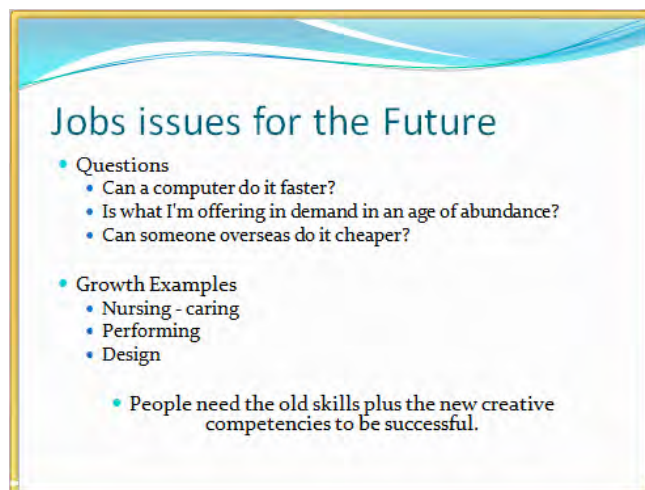 Jobs issues for the Future
• Questions
• Can a computer do it faster?
• Is what I'm offering in demand in an age of abundance?
• Can someone overseas do it cheaper?
• Growth Examples
• Nursing - caring
• Performing
• Design
• People need the old skills plus the new creative
competencies to be successful.